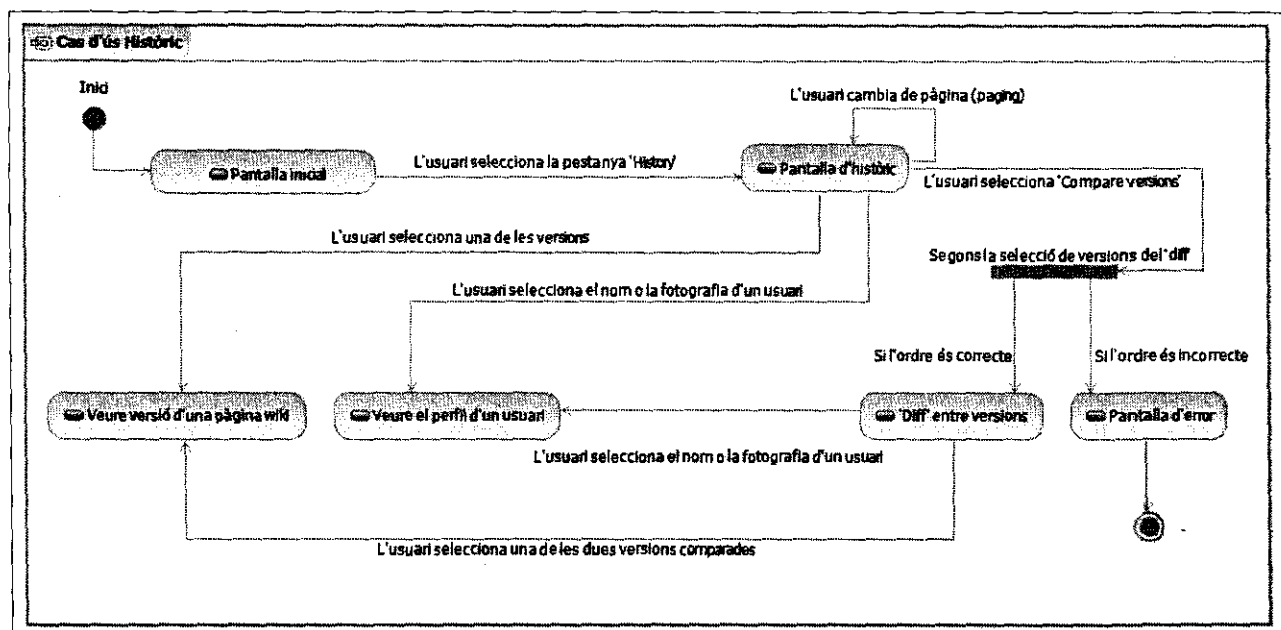 Cas d'ús Històric
Inici
L'usuari cambia de pàgina (paging)
Pantalla inicial
L'usuari selecciona la pestanya 'History'
Pantalla d'històric
L'usuari selecciona 'Compare versions'
L'usuari selecciona una de les versions
Segons la selecció de versions del 'diff'
L'usuari selecciona el nom o la fotografia d'un usuari
Si l'ordre és correcte
Si l'ordre és incorrecte
Veure versió d'una pàgina wiki
Veure el perfil d'un usuari
'Diff' entre versions
Pantalla d'error
L'usuari selecciona el nom o la fotografia d'un usuari
L'usuari selecciona una de les dues versions comparades